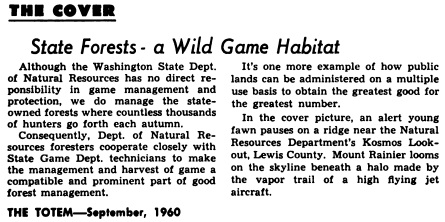 THE COVER
State Forests - a Wild Game Habitat
Although the Washington State Dept.
of Natural Resources has no direct re-
ponsibility in game management and
protection, we do manage the state-
owned forests where countless thousands
of hunters go forth each autumn.
Consequently, Dept. of Natural Re-
sources foresters cooperate closely with
State Game Dept. technicians to make
the management and harvest of game a
compatible and prominent part of good
forest management.
It's one more example of how public
lands can be administered on a multiple
use basis to obtain the greatest good for
the greatest number.
In the cover picture, an alert young
fawn pauses on a ridge near the Natural
Resources Department's Kosmos Look-
out, Lewis County. Mount Rainier looms
on the skyline beneath a halo made by
the vapor trail of a high flying jet
aircraft.
THE TOTEM—September, 1960